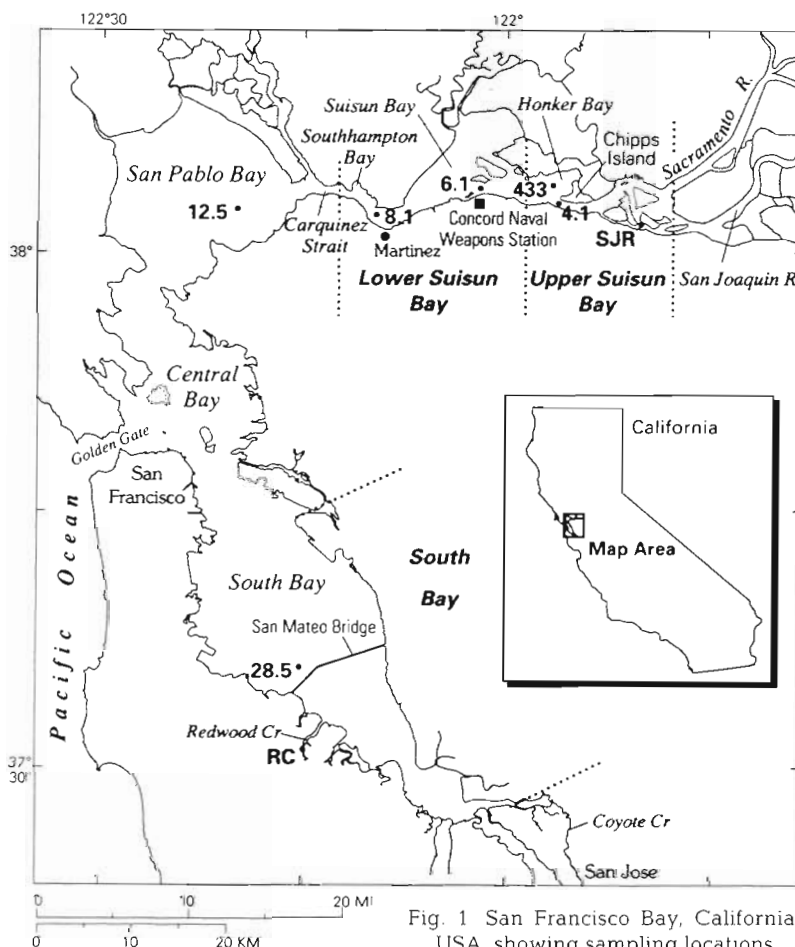 122°30'
122°
Suisun Bay
Honker Bay
Southhampton
Bay
Chipps
Island
Sacramento R.
San Pablo Bay
12.5
6.1
433
4.1
8.1
Carquinez
Strait
Martinez
Concord Naval
Weapons Station
SJR
38°
Lower Suisun
Bay
Upper Suisun
Bay
San Joaquin R
Central
Bay
Golden Gate
San
Francisco
California
Map Area
Pacific Ocean
South Bay
South
Bay
San Mateo Bridge
28.5
Redwood Cr
RC
37°
30'
Coyote Cr
San Jose
0 10 20 MI
0 10 20 KM
Fig. 1 San Francisco Bay, California
USA, showing sampling locations